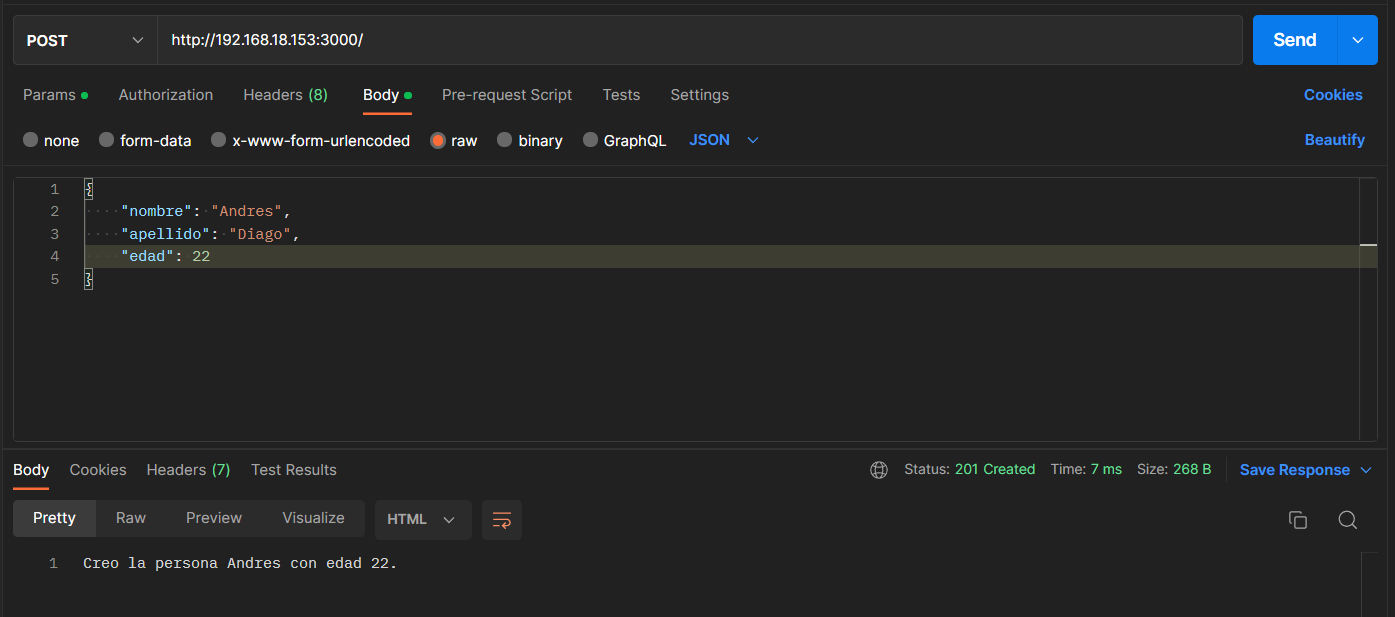 POST http://192.168.18.153:3000/ Send
Params Authorization Headers (8) Body Pre-request Script Tests Settings Cookies
none form-data x-www-form-urlencoded raw binary GraphQL JSON Beautify
1 {
2 "nombre": "Andres",
3 "apellido": "Diago",
4 "edad": 22
5 }
Body Cookies Headers (7) Test Results Status: 201 Created Time: 7 ms Size: 268 B Save Response
Pretty Raw Preview Visualize HTML
1 Creo la persona Andres con edad 22.